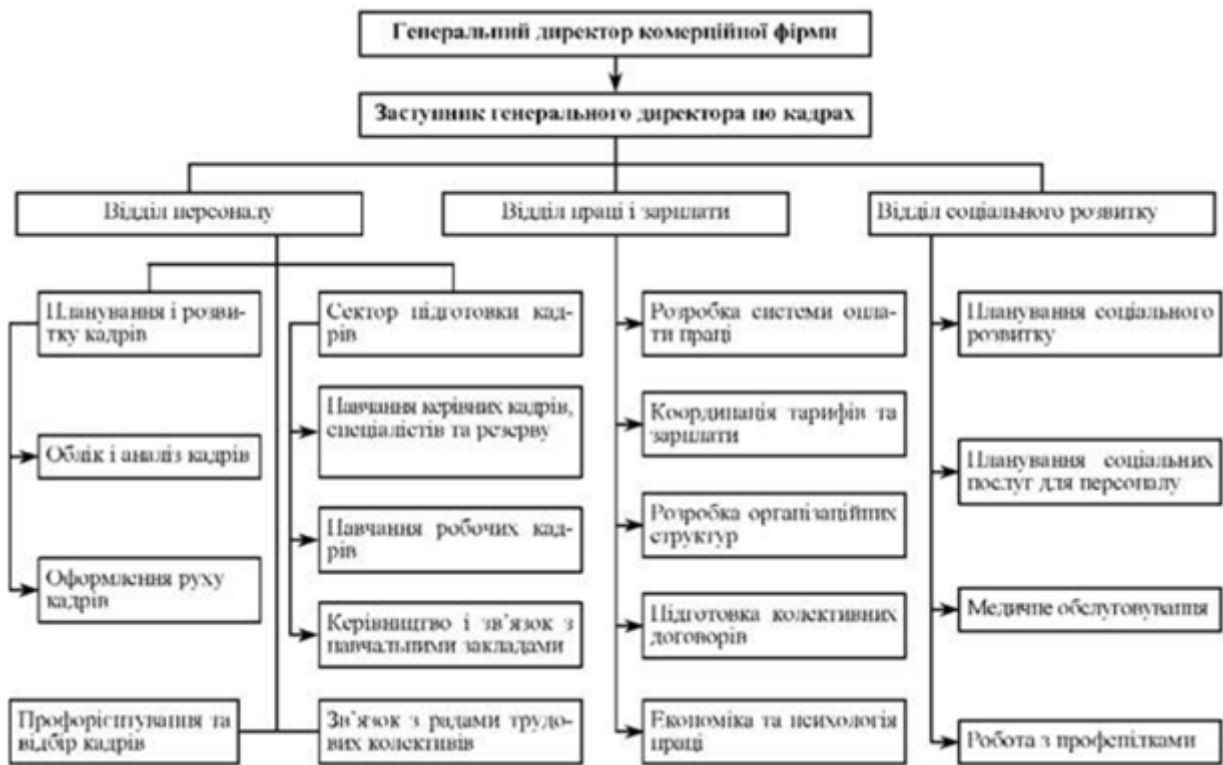 Генеральний директор комерційної фірми
Заступник генерального директора по кадрах
Відділ персоналу
Відділ праці і зарплати
Відділ соціального розвитку
Планування і розви-
тку кадрів
Облік і аналіз кадрів
Оформлення руху
кадрів
Профорієнтування та
відбір кадрів
Сектор підготовки кад-
рів
Навчання керівних кадрів,
спеціалістів та резерву
Навчання робочих кад-
рів
Керівництво і зв'язок з
навчальними закладами
Зв'язок з радами трудо-
вих колективів
Розробка системи опла-
ти праці
Координація тарифів та
зарплати
Розробка організаційних
структур
Підготовка колективних
договорів
Економіка та психологія
праці
Планування соціального
розвитку
Планування соціальних
послуг для персоналу
Медичне обслуговування
Робота з профспілками